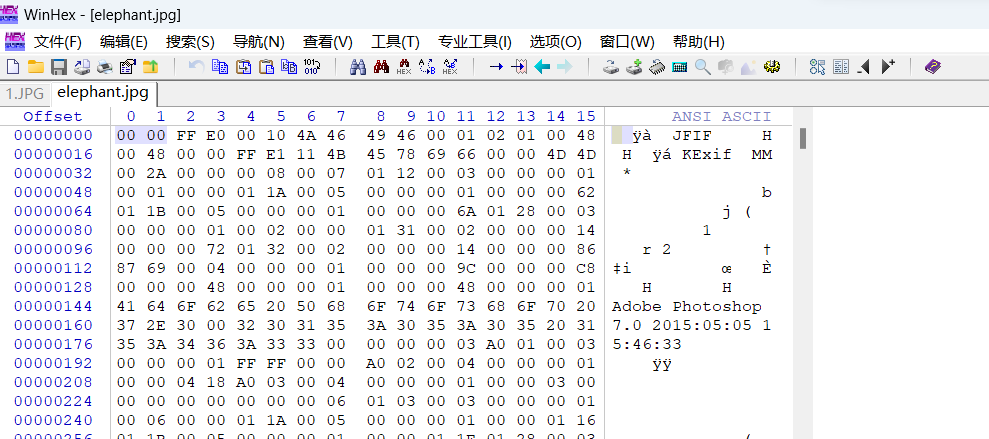 WinHex - [elephant.jpg]
文件(F) 编辑(E) 搜索(S) 导航(N) 查看(V) 工具(T) 专业工具(I) 选项(O) 窗口(W) 帮助(H)
1.JPG elephant.jpg
Offset 0 1 2 3 4 5 6 7 8 9 10 11 12 13 14 15 ANSI ASCII
00000000 00 00 FF E0 00 10 4A 46 49 46 00 01 02 01 00 48 ÿà JFIF H
00000016 00 48 00 00 FF E1 11 4B 45 78 69 66 00 00 4D 4D H ÿá KExif MM
00000032 00 2A 00 00 00 08 00 07 01 12 00 03 00 00 00 01 *
00000048 00 01 00 00 01 1A 00 05 00 00 00 01 00 00 00 62 b
00000064 01 1B 00 05 00 00 00 01 00 00 00 6A 01 28 00 03 j (
00000080 00 00 00 01 00 02 00 00 01 31 00 02 00 00 00 14 1
00000096 00 00 00 72 01 32 00 02 00 00 00 14 00 00 00 86 r 2 †
00000112 87 69 00 04 00 00 00 01 00 00 00 9C 00 00 00 C8 ‡i œ È
00000128 00 00 00 48 00 00 00 01 00 00 00 48 00 00 00 01 H H
00000144 41 64 6F 62 65 20 50 68 6F 74 6F 73 68 6F 70 20 Adobe Photoshop
00000160 37 2E 30 00 32 30 31 35 3A 30 35 3A 30 35 20 31 7.0 2015:05:05 1
00000176 35 3A 34 36 3A 33 33 00 00 00 00 03 A0 01 00 03 5:46:33
00000192 00 00 00 01 FF FF 00 00 A0 02 00 04 00 00 00 01 ÿÿ
00000208 00 00 04 18 A0 03 00 04 00 00 00 01 00 00 03 00
00000224 00 00 00 00 00 00 00 06 01 03 00 03 00 00 00 01
00000240 00 06 00 00 01 1A 00 05 00 00 00 01 00 00 01 16
00000256 01 1B 00 05 00 00 00 01 00 00 01 1E 01 28 00 03 (